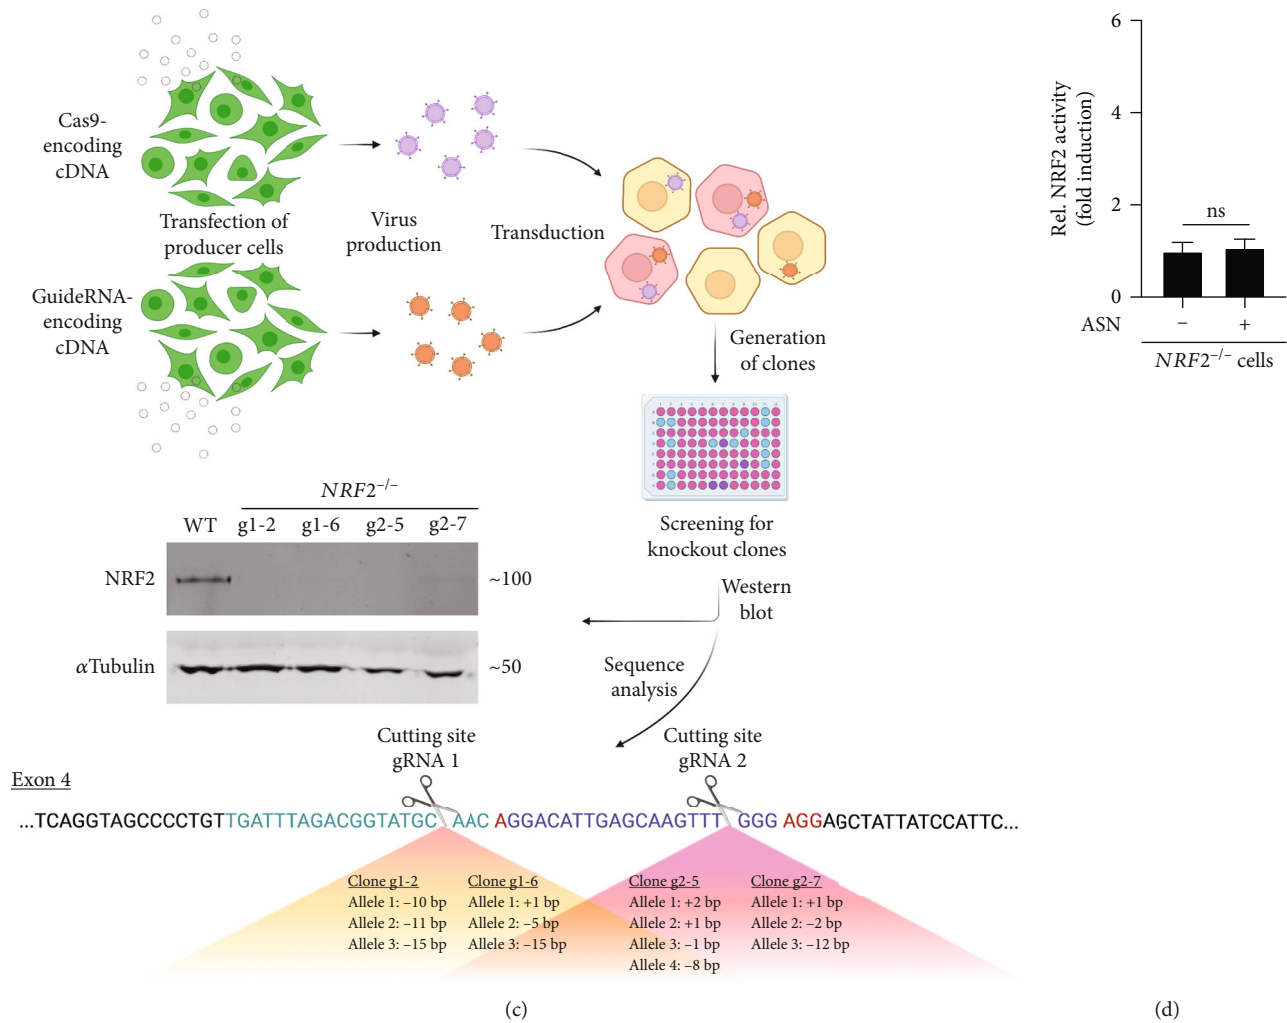 Cas9-
encoding
cDNA
Transfection of
producer cells
GuideRNA-
encoding
cDNA
Virus
production
Transduction
Generation
of clones
Screening for
knockout clones
Western
blot
Sequence
analysis
NRF2−/−
WT g1-2 g1-6 g2-5 g2-7
NRF2 ~100
αTubulin ~50
Cutting site
gRNA 1
Cutting site
gRNA 2
Exon 4
...TCAGGTAGCCCCTGTTGATTTAGACGGTATGC AAC AGGACATTGAGCAAGTTT GGG AGGAGCTATTATCCATTC...
Clone g1-2
Allele 1: −10 bp
Allele 2: −11 bp
Allele 3: −15 bp
Clone g1-6
Allele 1: +1 bp
Allele 2: −5 bp
Allele 3: −15 bp
Clone g2-5
Allele 1: +2 bp
Allele 2: +1 bp
Allele 3: −1 bp
Allele 4: −8 bp
Clone g2-7
Allele 1: +1 bp
Allele 2: −2 bp
Allele 3: −12 bp
(c)
Rel. NRF2 activity
(fold induction)
6
4
2
0
ns
ASN − +
NRF2−/− cells
(d)